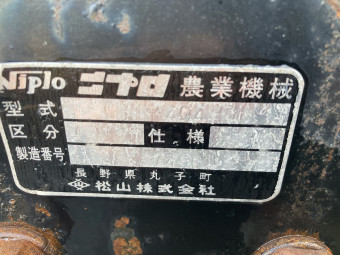 Niplo ニプロ 農業機械
型式
区分 仕様
製造番号
長野県丸子町
松山株式会社